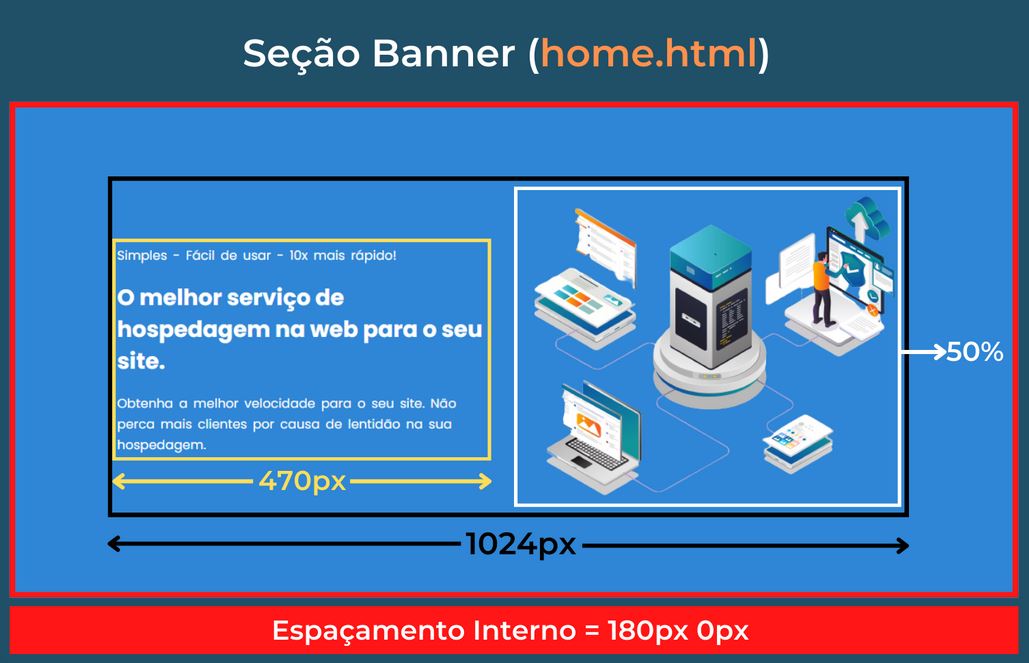 Seção Banner (home.html)
Simples - Fácil de usar - 10x mais rápido!
O melhor serviço de
hospedagem na web para o seu
site.
Obtenha a melhor velocidade para o seu site. Não
perca mais clientes por causa de lentidão na sua
hospedagem.
50%
470px
1024px
Espaçamento Interno = 180px 0px